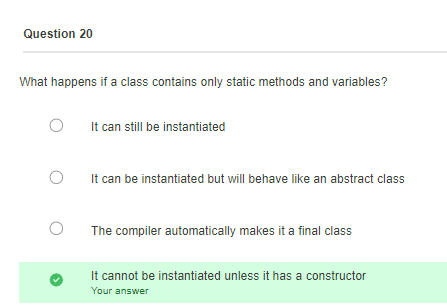 Question 20
What happens if a class contains only static methods and variables?
It can still be instantiated
It can be instantiated but will behave like an abstract class
The compiler automatically makes it a final class
It cannot be instantiated unless it has a constructor
Your answer